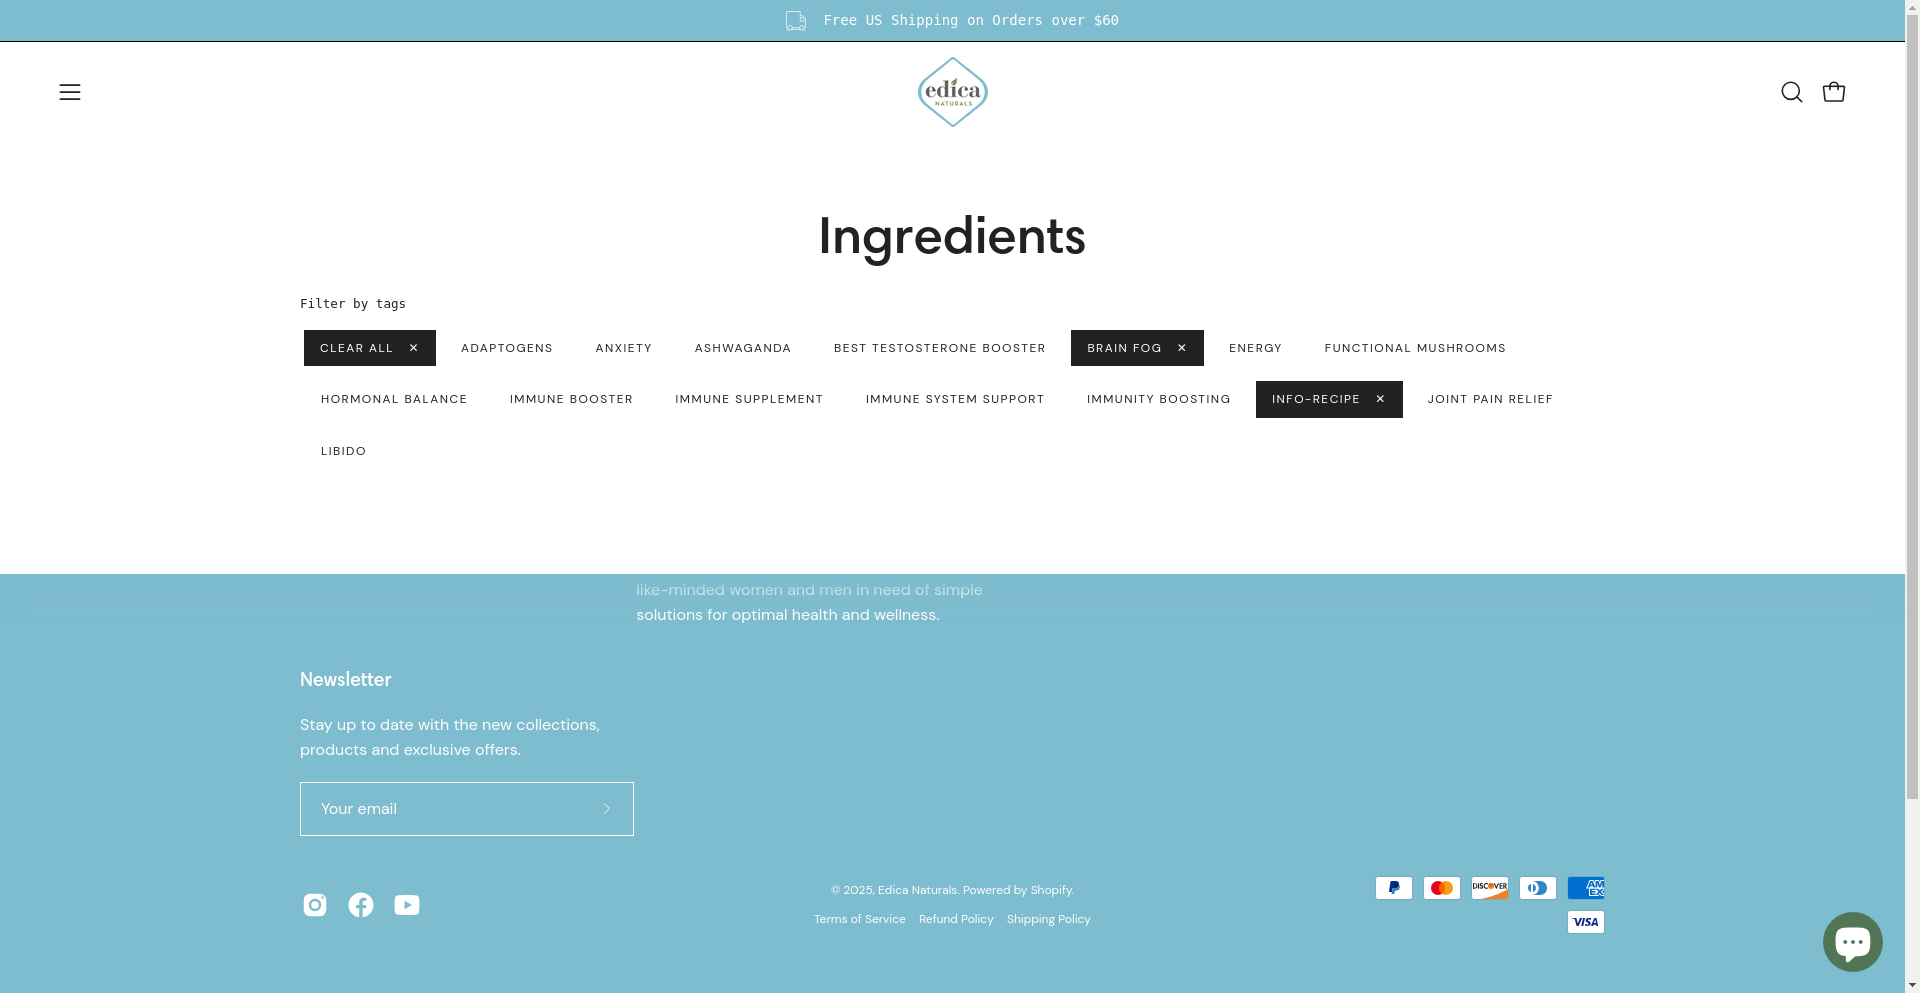 Free US Shipping on Orders over $60
edica
NATURALS
Ingredients
Filter by tags
CLEAR ALL ✕ ADAPTOGENS ANXIETY ASHWAGANDA BEST TESTOSTERONE BOOSTER BRAIN FOG ✕ ENERGY FUNCTIONAL MUSHROOMS
HORMONAL BALANCE IMMUNE BOOSTER IMMUNE SUPPLEMENT IMMUNE SYSTEM SUPPORT IMMUNITY BOOSTING INFO-RECIPE ✕ JOINT PAIN RELIEF
LIBIDO
like-minded women and men in need of simple
solutions for optimal health and wellness.
Newsletter
Stay up to date with the new collections,
products and exclusive offers.
Your email
© 2025, Edica Naturals. Powered by Shopify.
Terms of Service Refund Policy Shipping Policy
DISCOVER
AM
EX
VISA